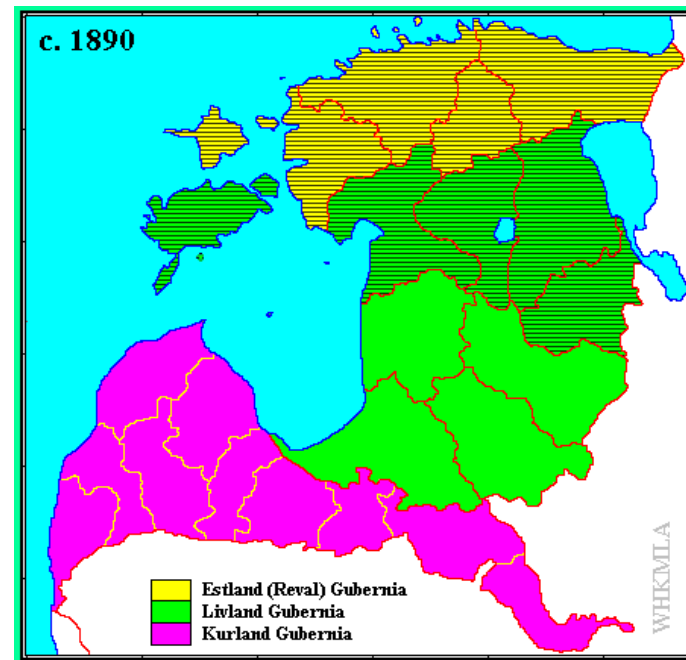 c. 1890
Estland (Reval) Gubernia
Livland Gubernia
Kurland Gubernia
WHKMLA